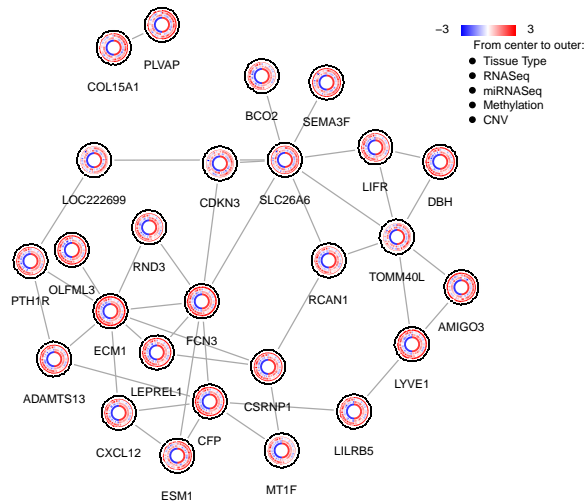 −3 3
From center to outer:
● Tissue Type
● RNASeq
● miRNASeq
● Methylation
● CNV
PLVAP
COL15A1
BCO2
SEMA3F
LOC222699
CDKN3
SLC26A6
LIFR
DBH
RND3
OLFML3
PTH1R
RCAN1
TOMM40L
AMIGO3
ECM1
FCN3
LEPREL1
LYVE1
ADAMTS13
CSRNP1
CXCL12
CFP
LILRB5
ESM1
MT1F